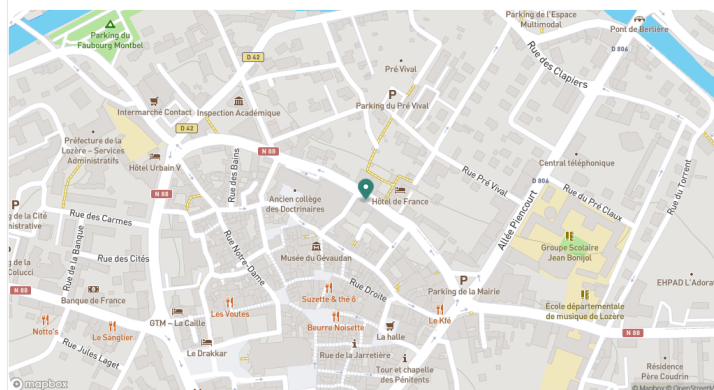 Parking de l'Espace
Multimodal
Pont de Berlière
Parking du
Faubourg Montbel
D 42
D 806
Rue des Clapiers
Pré Vival
P
Parking du Pré Vival
Intermarché Contact
Inspection Académique
D 42
Préfecture de la
Lozère – Services
Administratifs
Hôtel Urbain V
N 88
Rue des Bains
Central téléphonique
Rue Pré Vival
D 806
Rue du Pré Claux
Rue du Torrent
Allée Piencourt
N 88
Ancien collège
des Doctrinaires
Hôtel de France
P
g de la Cité
nistrative
Rue des Carmes
Rue Notre-Dame
Musée du Gévaudan
Groupe Scolaire
Jean Bonijol
Rue des Cités
Rue de la Banque
P
g de la
Colucci
N 88
Banque de France
Rue Droite
P
Parking de la Mairie
EHPAD L'Adorat
Suzette & thé ô
Les Voutes
École départementale
de musique de Lozère
GTM – La Caille
Beurre Noisette
Le Kfé
N 88
Notto's
Le Sanglier
Rue Jules Laget
Le Drakkar
La halle
Rue de la Jarretière
Tour et chapelle
des Pénitents
Résidence
Père Coudrin
mapbox
© Mapbox © OpenStreetM